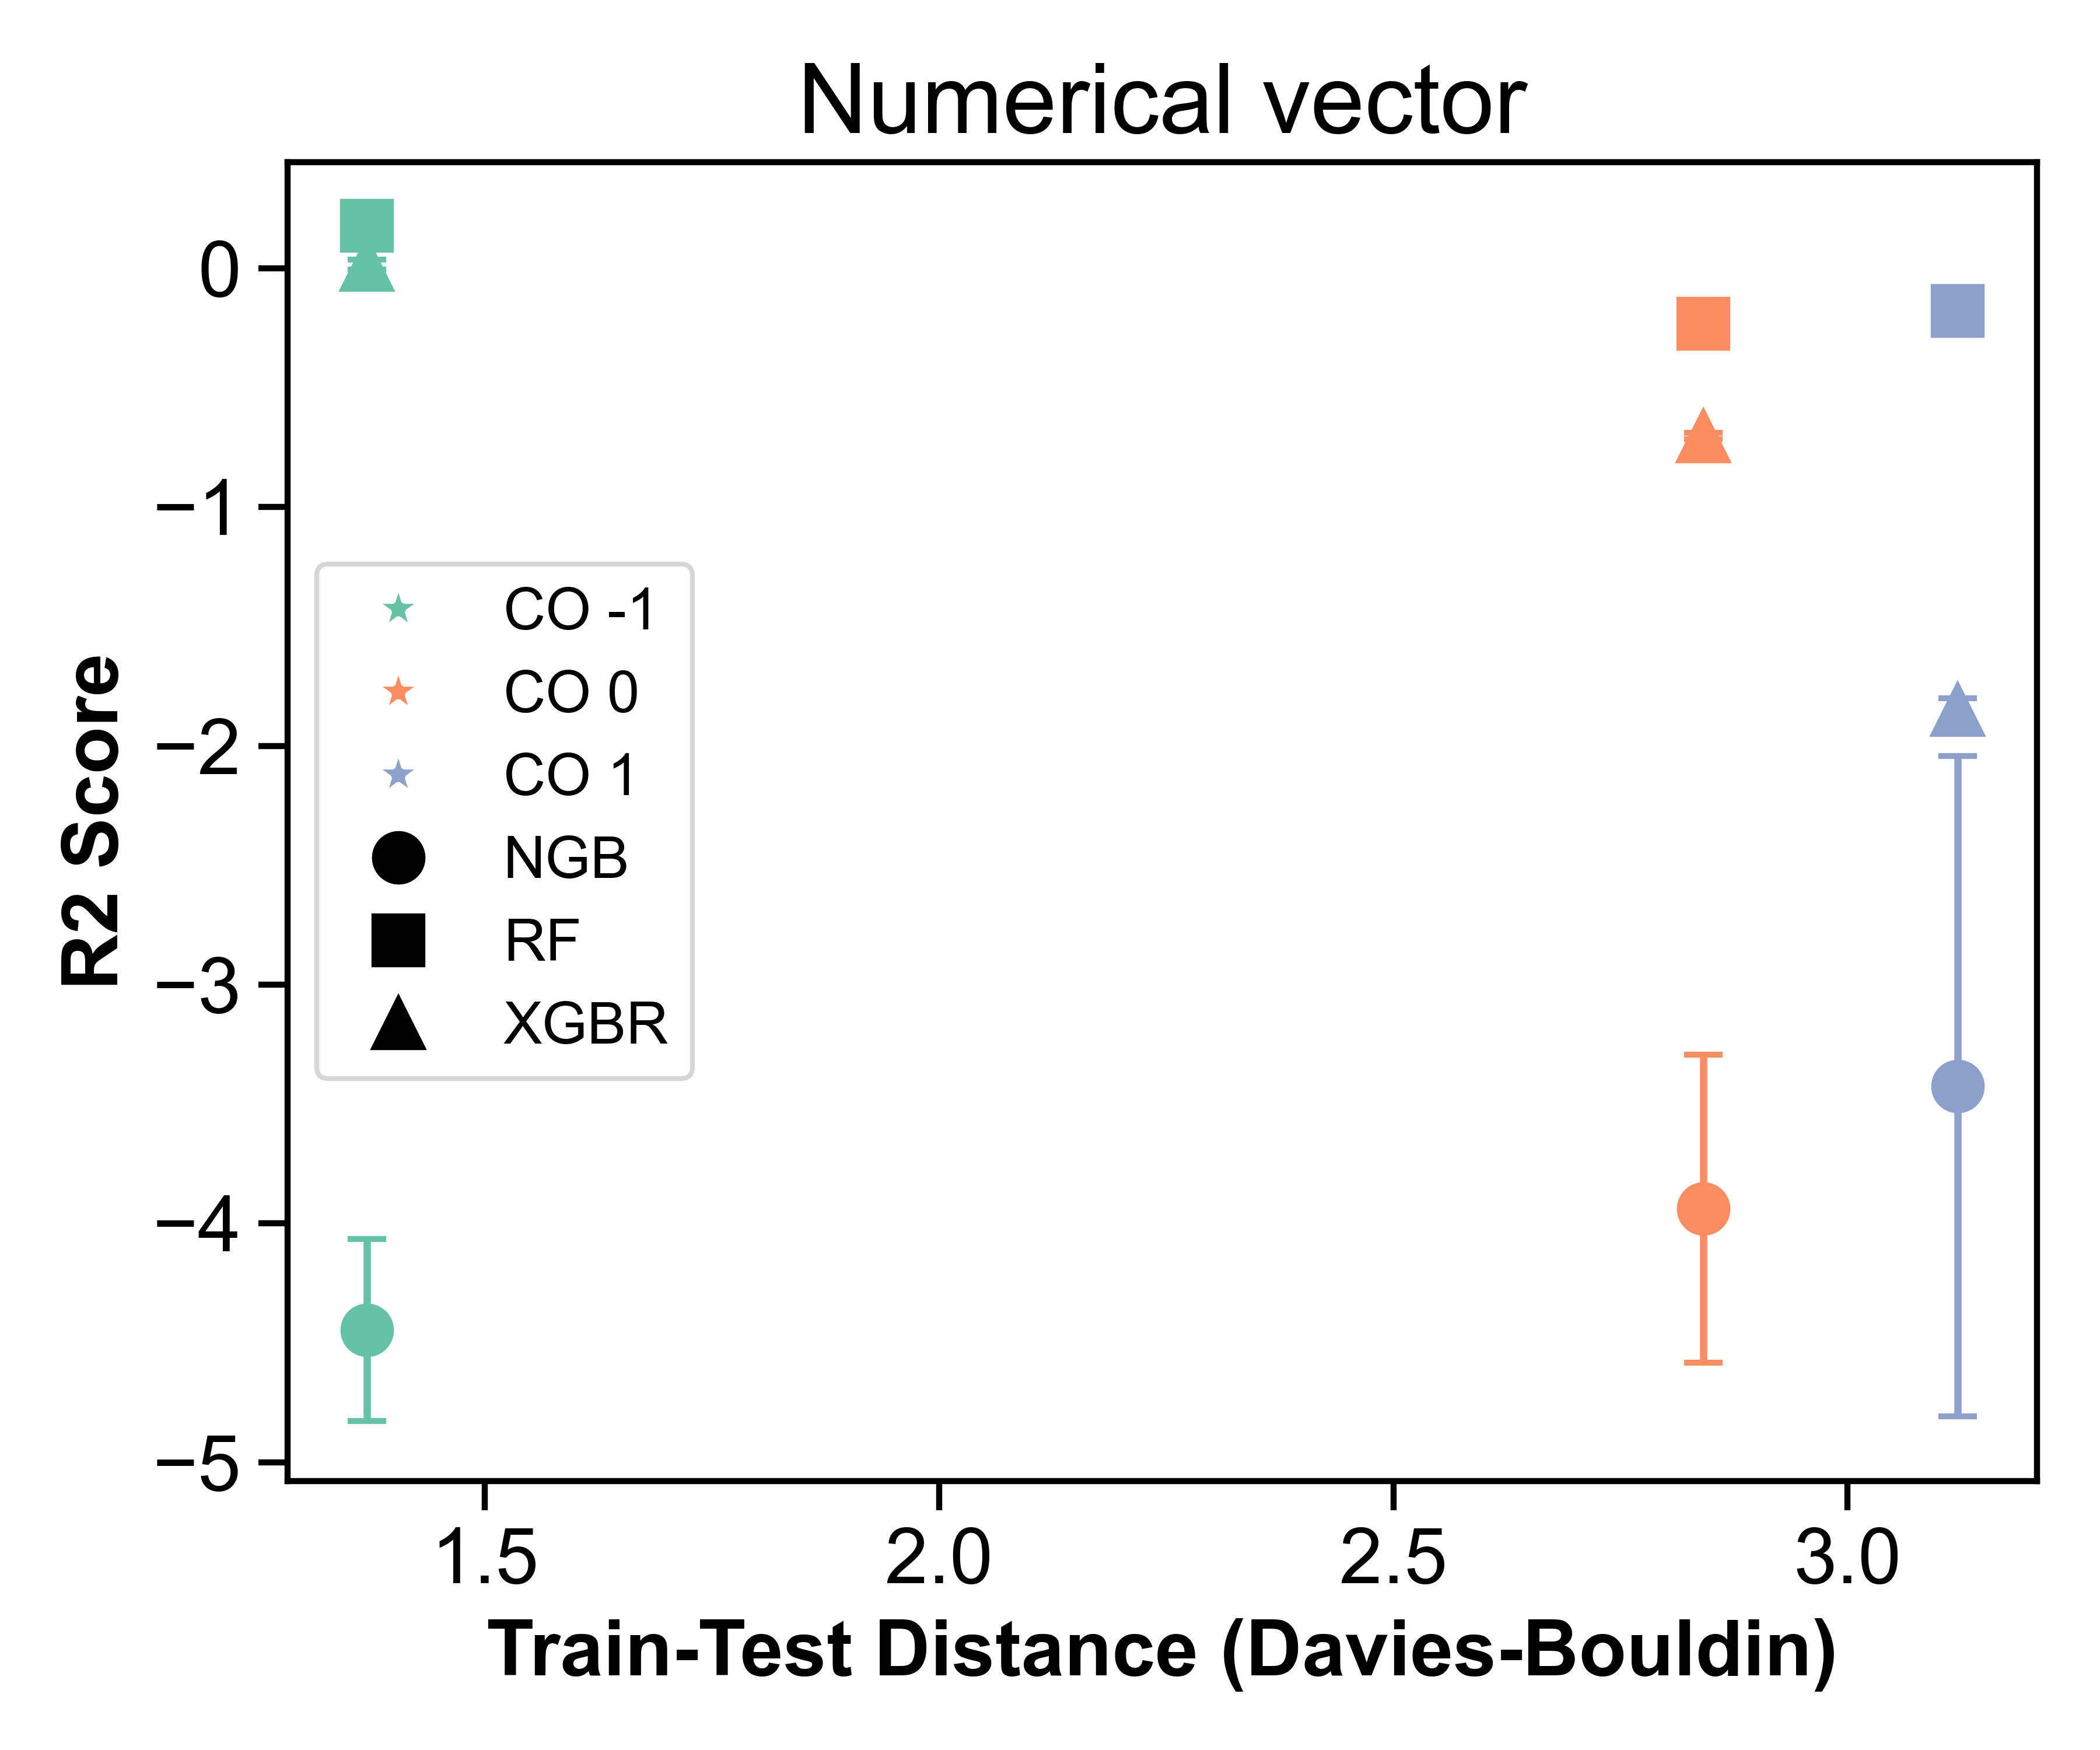 Numerical vector
0
−1
−2
−3
−4
−5
R2 Score
CO -1
CO 0
CO 1
NGB
RF
XGBR
1.5
2.0
2.5
3.0
Train-Test Distance (Davies-Bouldin)